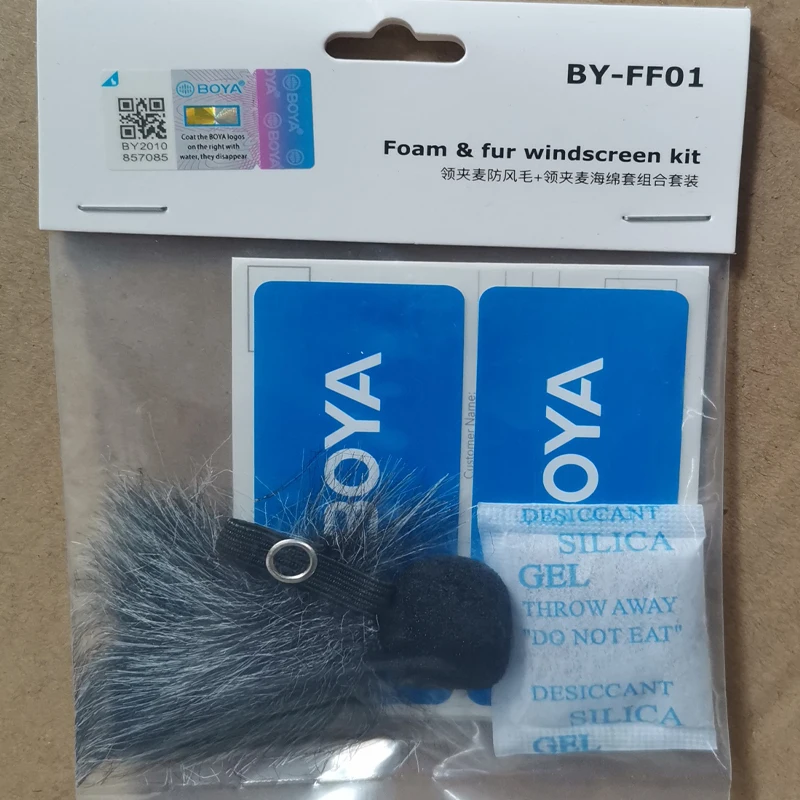 BOYA
BY2010
857085
Coat the BOYA logos
on the right with
water, they disappear
BOYA
BOYA
BY-FF01
Foam & fur windscreen kit
领夹麦防风毛+领夹麦海绵套组合套装
BOYA
Customer Name:
BOYA
DESICCANT
SILICA
GEL
THROW AWAY
"DO NOT EAT"
DESICCANT
SILICA
GEL